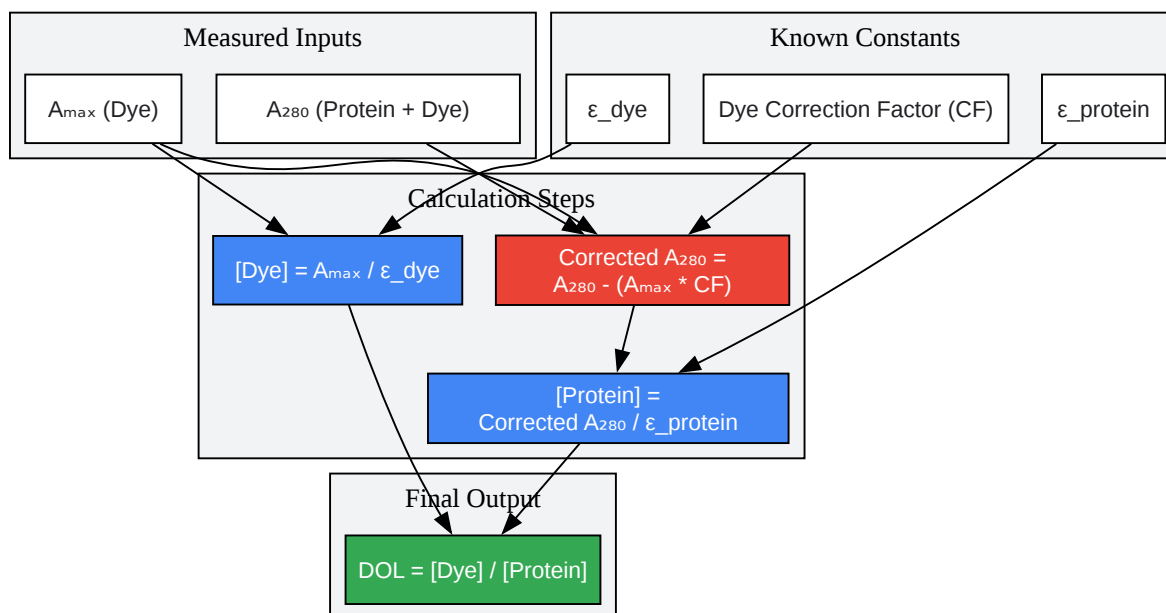 Measured Inputs
Known Constants
Aₘₐₓ (Dye)
A₂₈₀ (Protein + Dye)
ε_dye
Dye Correction Factor (CF)
ε_protein
Calculation Steps
[Dye] = Aₘₐₓ / ε_dye
Corrected A₂₈₀ =
A₂₈₀ - (Aₘₐₓ * CF)
[Protein] =
Corrected A₂₈₀ / ε_protein
Final Output
DOL = [Dye] / [Protein]